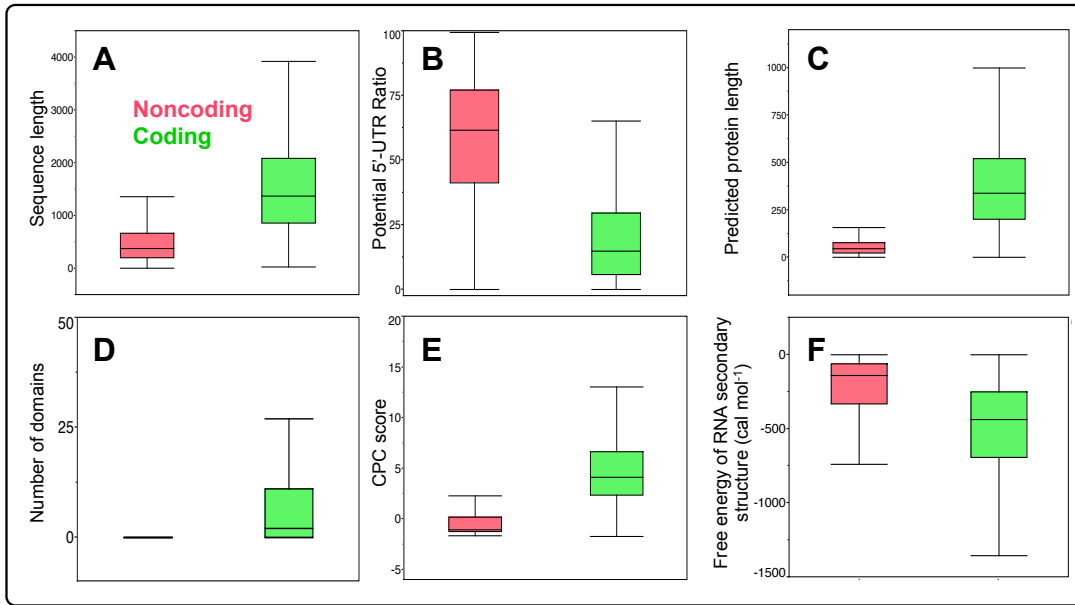 A
Noncoding
Coding
Sequence length
4000
3000
2000
1000
0
B
Potential 5'-UTR Ratio
100
75
50
25
0
C
Predicted protein length
1000
750
500
250
0
D
Number of domains
50
25
0
E
CPC score
20
15
10
5
0
-5
F
Free energy of RNA secondary
structure (cal mol-1)
0
-500
-1000
-1500